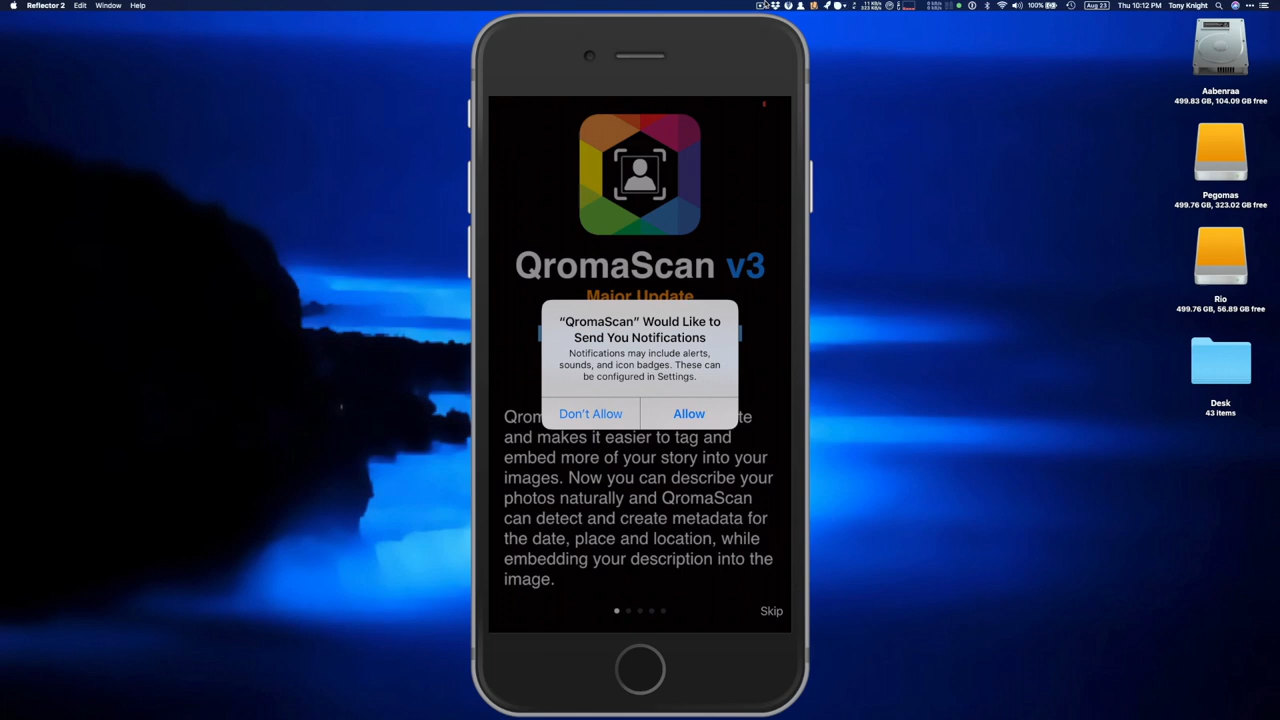 Reflector 2 Edit Window Help
100% Aug 23 Thu 10:12 PM Tony Knight
QromaScan v3
Major Update
“QromaScan” Would Like to
Send You Notifications
Notifications may include alerts,
sounds, and icon badges. These can
be configured in Settings.
Don't Allow Allow
and makes it easier to tag and
embed more of your story into your
images. Now you can describe your
photos naturally and QromaScan
can detect and create metadata for
the date, place and location, while
embedding your description into the
image.
Skip
Aabenraa
499.83 GB, 104.09 GB free
Pegomas
499.76 GB, 323.02 GB free
Rio
499.76 GB, 56.89 GB free
Desk
43 items